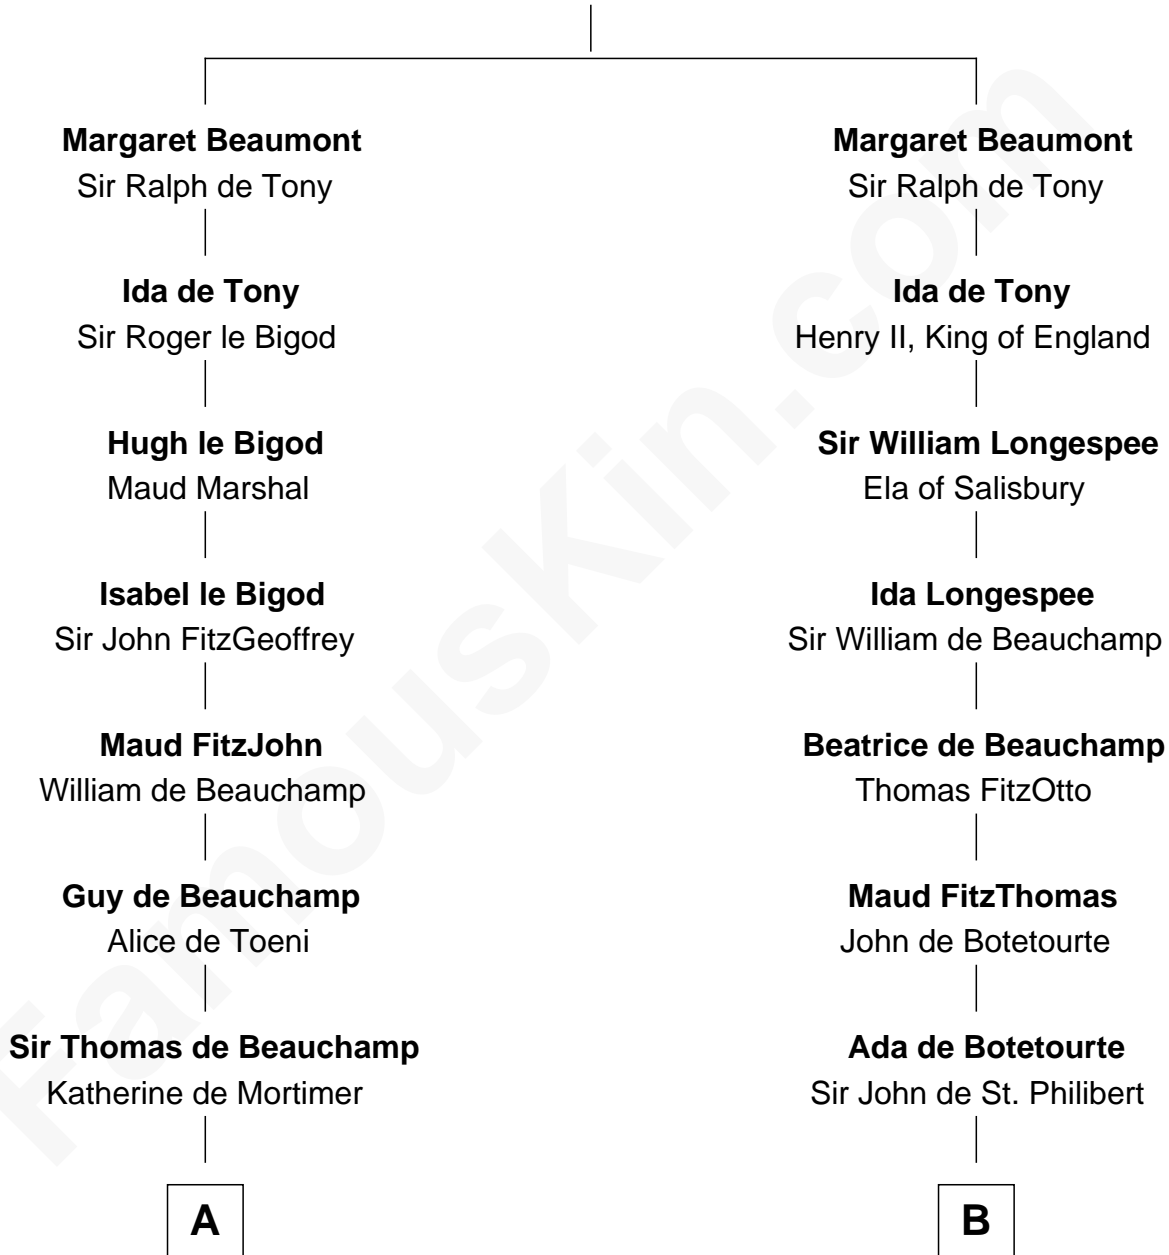 Margaret Beaumont
Sir Ralph de Tony
Ida de Tony
Sir Roger le Bigod
Hugh le Bigod
Maud Marshal
Isabel le Bigod
Sir John FitzGeoffrey
Maud FitzJohn
William de Beauchamp
Guy de Beauchamp
Alice de Toeni
Sir Thomas de Beauchamp
Katherine de Mortimer
A
Margaret Beaumont
Sir Ralph de Tony
Ida de Tony
Henry II, King of England
Sir William Longespee
Ela of Salisbury
Ida Longespee
Sir William de Beauchamp
Beatrice de Beauchamp
Thomas FitzOtto
Maud FitzThomas
John de Botetourte
Ada de Botetourte
Sir John de St. Philibert
B
FamousKin.com